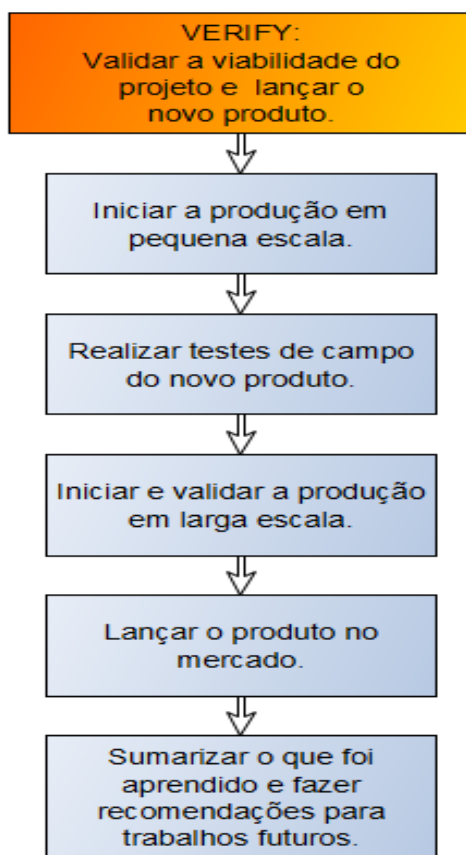 VERIFY:
Validar a viabilidade do
projeto e lançar o
novo produto.
Iniciar a produção em
pequena escala.
Realizar testes de campo
do novo produto.
Iniciar e validar a produção
em larga escala.
Lançar o produto no
mercado.
Sumarizar o que foi
aprendido e fazer
recomendações para
trabalhos futuros.